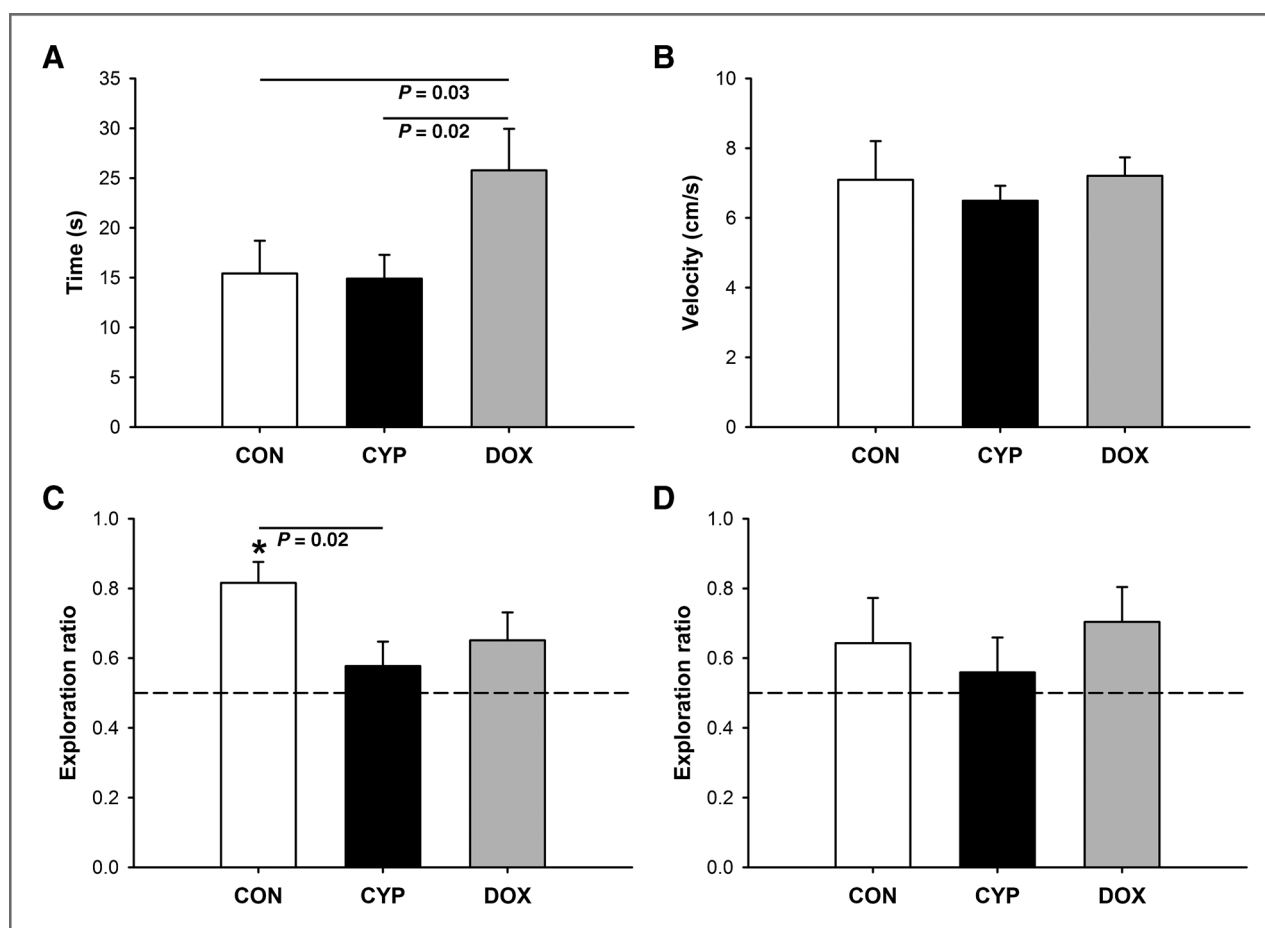 A
Time (s)
35
30
25
20
15
10
5
0
P = 0.03
P = 0.02
CON CYP DOX
B
Velocity (cm/s)
10
8
6
4
2
0
CON CYP DOX
C
Exploration ratio
1.0
0.8
0.6
0.4
0.2
0.0
P = 0.02
*
CON CYP DOX
D
Exploration ratio
1.0
0.8
0.6
0.4
0.2
0.0
CON CYP DOX